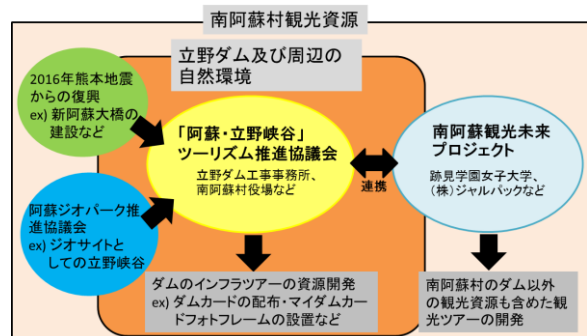 南阿蘇村観光資源
立野ダム及び周辺の
自然環境
2016年熊本地震
からの復興
ex) 新阿蘇大橋の
建設など
「阿蘇・立野峡谷」
ツーリズム推進協議会
立野ダム工事事務所、
南阿蘇村役場など
連携
南阿蘇観光未来
プロジェクト
跡見学園女子大学、
(株)ジャルパックなど
阿蘇ジオパーク推
進協議会
ex) ジオサイトと
しての立野峡谷
ダムのインフラツアーの資源開発
ex) ダムカードの配布・マイダムカー
ドフォトフレームの設置など
南阿蘇村のダム以外
の観光資源も含めた観
光ツアーの開発